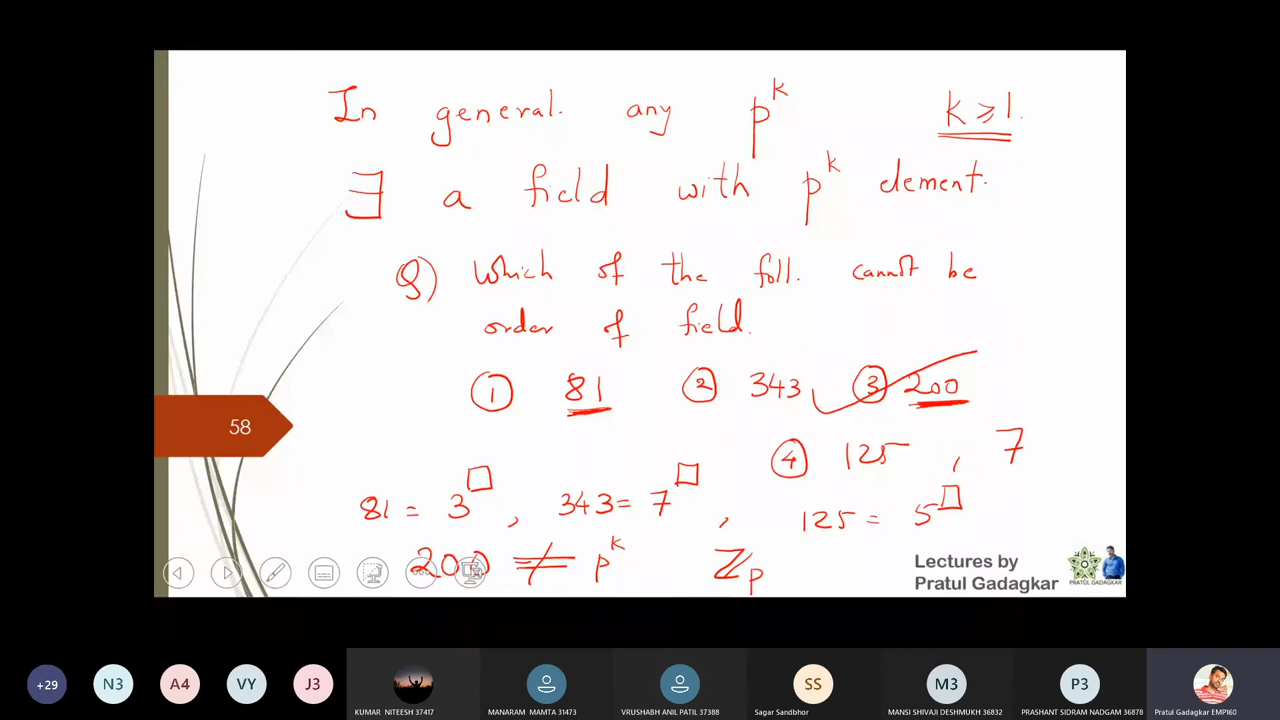 In general any p^k k ≥ 1.
∃ a field with p^k element.
Q) Which of the foll. cannot be
order of field.
① 81 ② 343 ③ 200
④ 125 , 7
58
81 = 3^□ , 343 = 7^□ , 125 = 5^□
200 ≠ p^k ℤ_p
Lectures by
Pratul Gadagkar
PRATUL GADAGKAR
+29 N3 A4 VY J3 SS M3 P3
KUMAR NITEESH 37417 MANARAM MAMTA 31473 VRUSHABH ANIL PATIL 37388 Sagar Sandbhor MANSI SHIVAJI DESHMUKH 36832 PRASHANT SIDRAM NADGAM 36878 Pratul Gadagkar EMP160